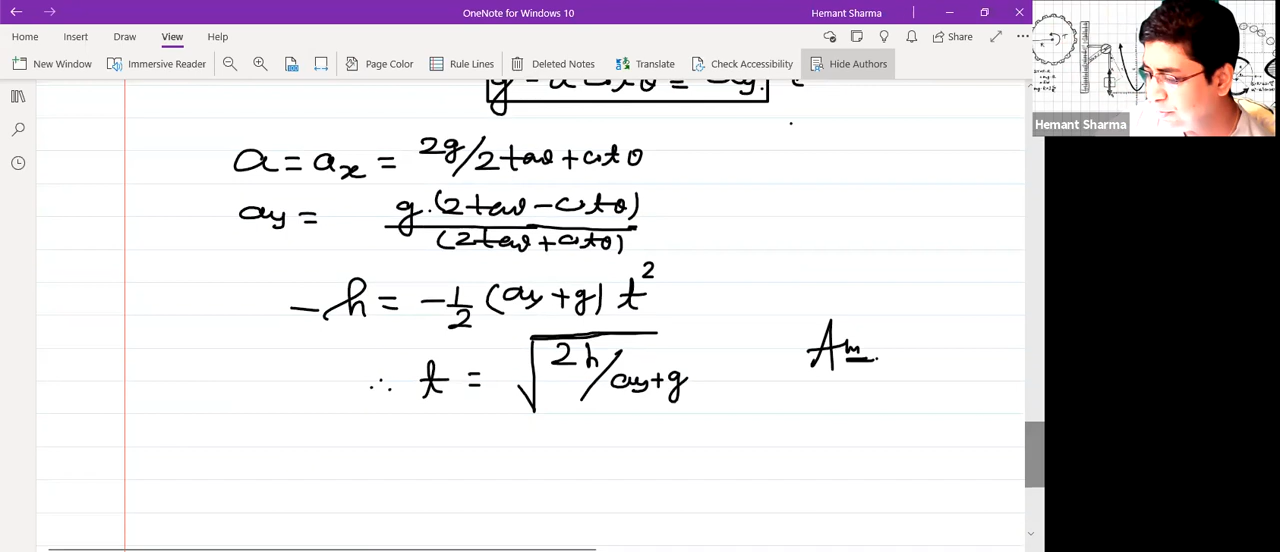 OneNote for Windows 10
Hemant Sharma
Home Insert Draw View Help
Share
New Window Immersive Reader Page Color Rule Lines Deleted Notes Translate Check Accessibility Hide Authors
Hemant Sharma
a = ax = 2g/2tanθ + cotθ
ay = g.(2tanθ - cotθ)
(2tanθ + cotθ)
-h = -1/2 (ay + g) t²
∴ t = √2h/ay+g
Ans.